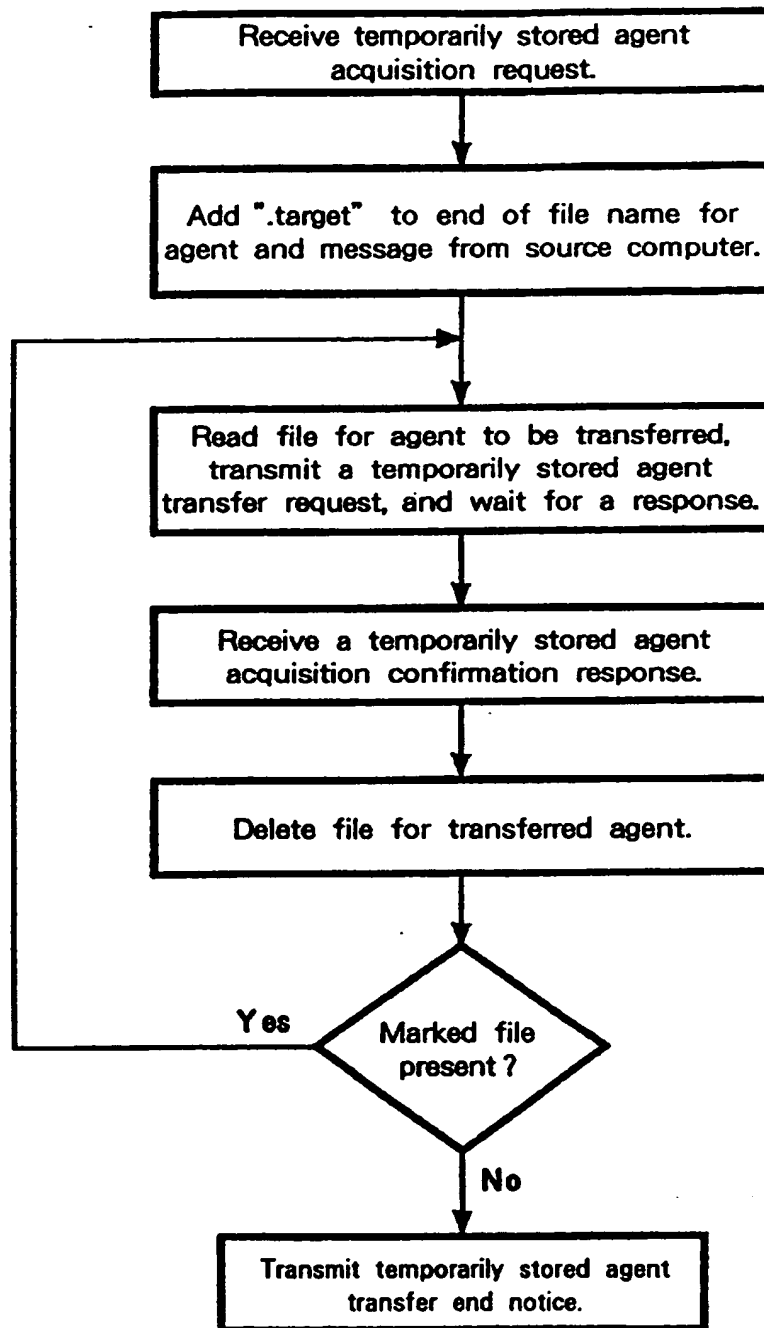 Receive temporarily stored agent
acquisition request.
Add ".target" to end of file name for
agent and message from source computer.
Read file for agent to be transferred,
transmit a temporarily stored agent
transfer request, and wait for a response.
Receive a temporarily stored agent
acquisition confirmation response.
Delete file for transferred agent.
Yes
Marked file
present?
No
Transmit temporarily stored agent
transfer end notice.